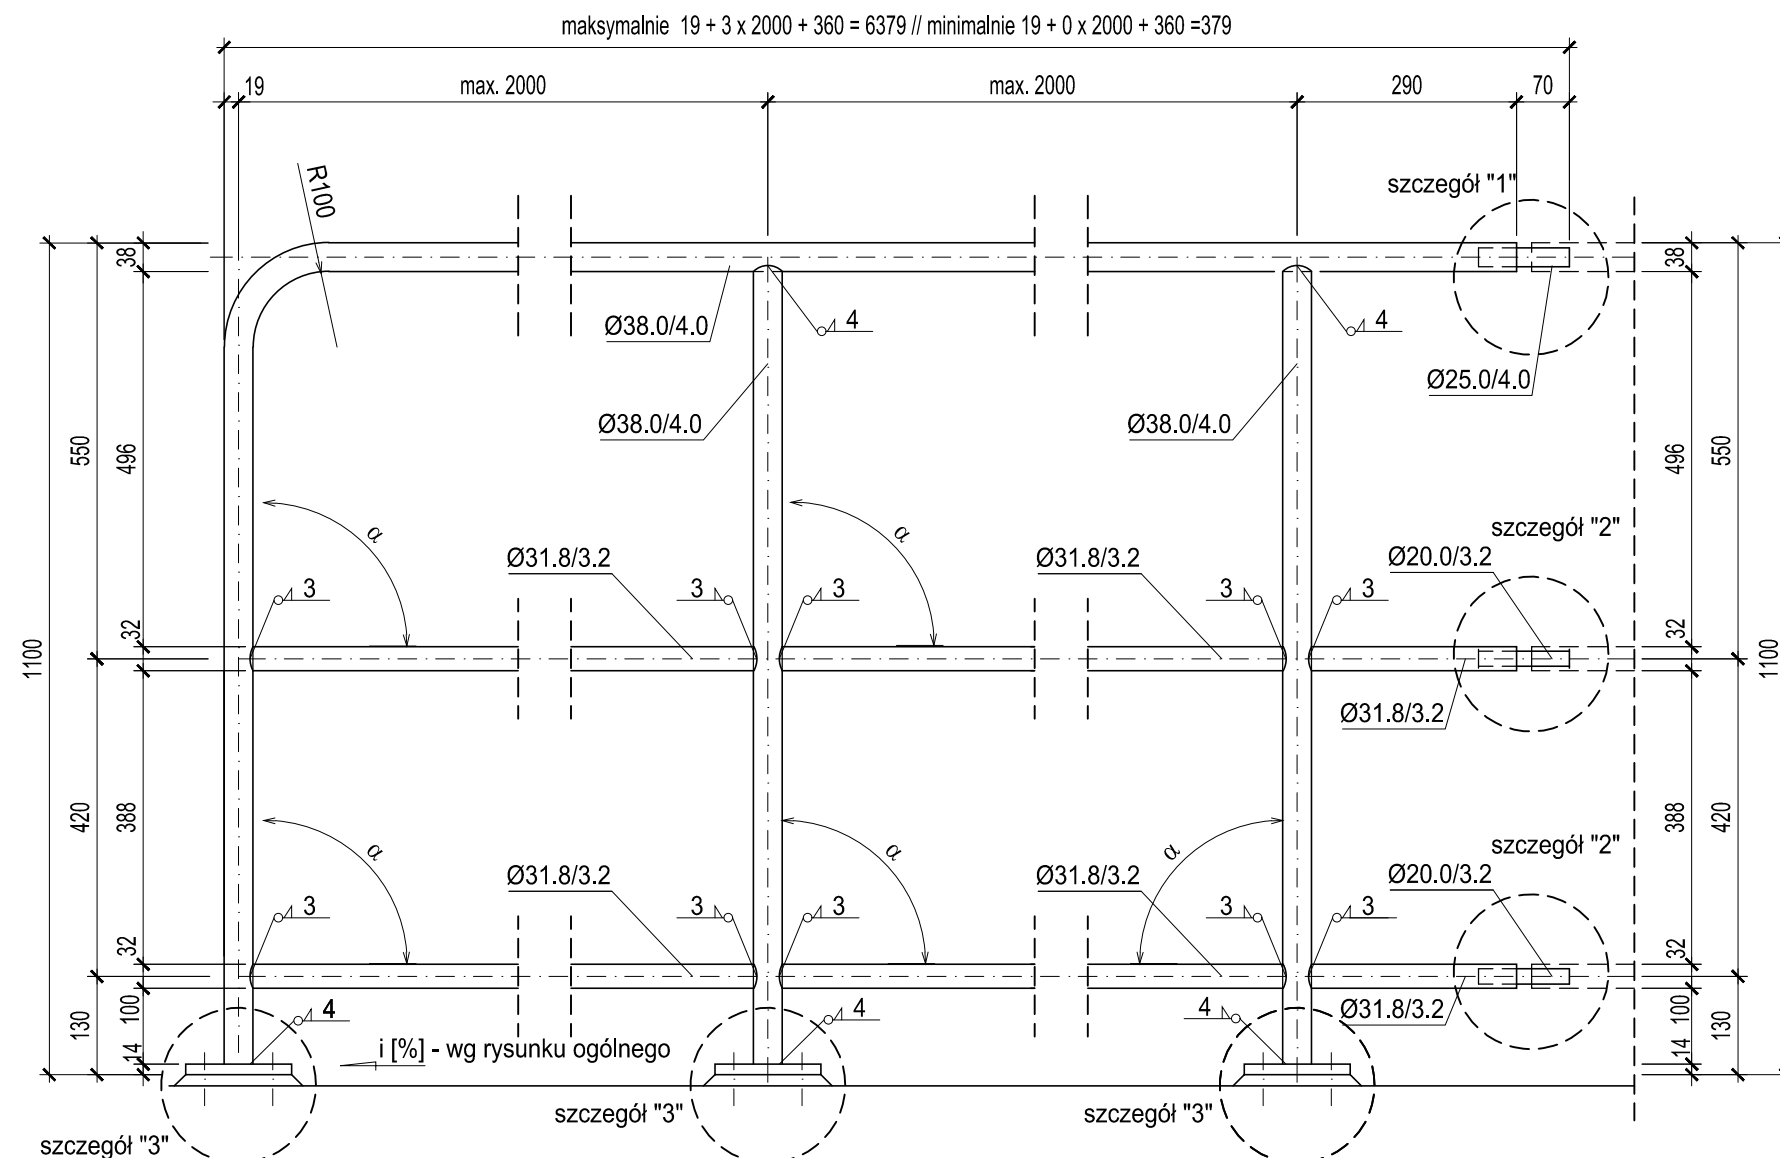 maksymalnie 19 + 3 x 2000 + 360 = 6379 // minimalnie 19 + 0 x 2000 + 360 =379
19 max. 2000 max. 2000 290 70
szczegół "1"
R100
38 38
Ø38.0/4.0 4 4
Ø25.0/4.0
Ø38.0/4.0 Ø38.0/4.0
550 496 496 550
szczegół "2"
α α
Ø31.8/3.2 Ø31.8/3.2 Ø20.0/3.2
3 3 3 3 3
32 32
1100 1100
Ø31.8/3.2
420 388 388 420
szczegół "2"
α α α
Ø31.8/3.2 Ø31.8/3.2 Ø20.0/3.2
3 3 3 3 3
32 32
130 100 100 130
4 4 4 Ø31.8/3.2
14 14
i [%] - wg rysunku ogólnego
szczegół "3" szczegół "3"
szczegół "3"